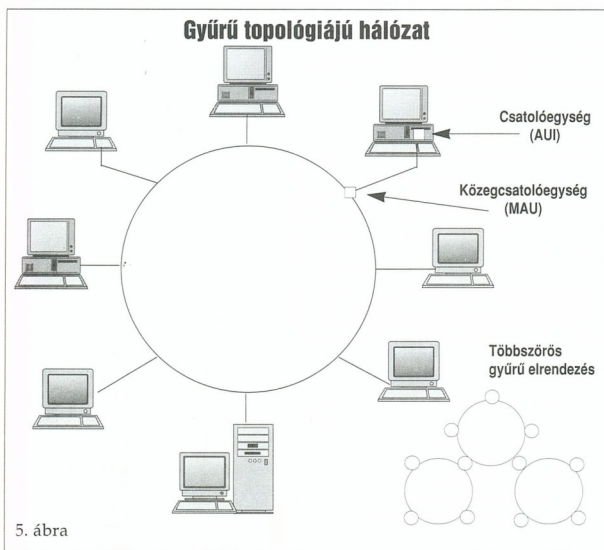 Gyűrű topológiájú hálózat
Csatolóegység
(AUI)
Közegcsatolóegység
(MAU)
Többszörös
gyűrű elrendezés
5. ábra